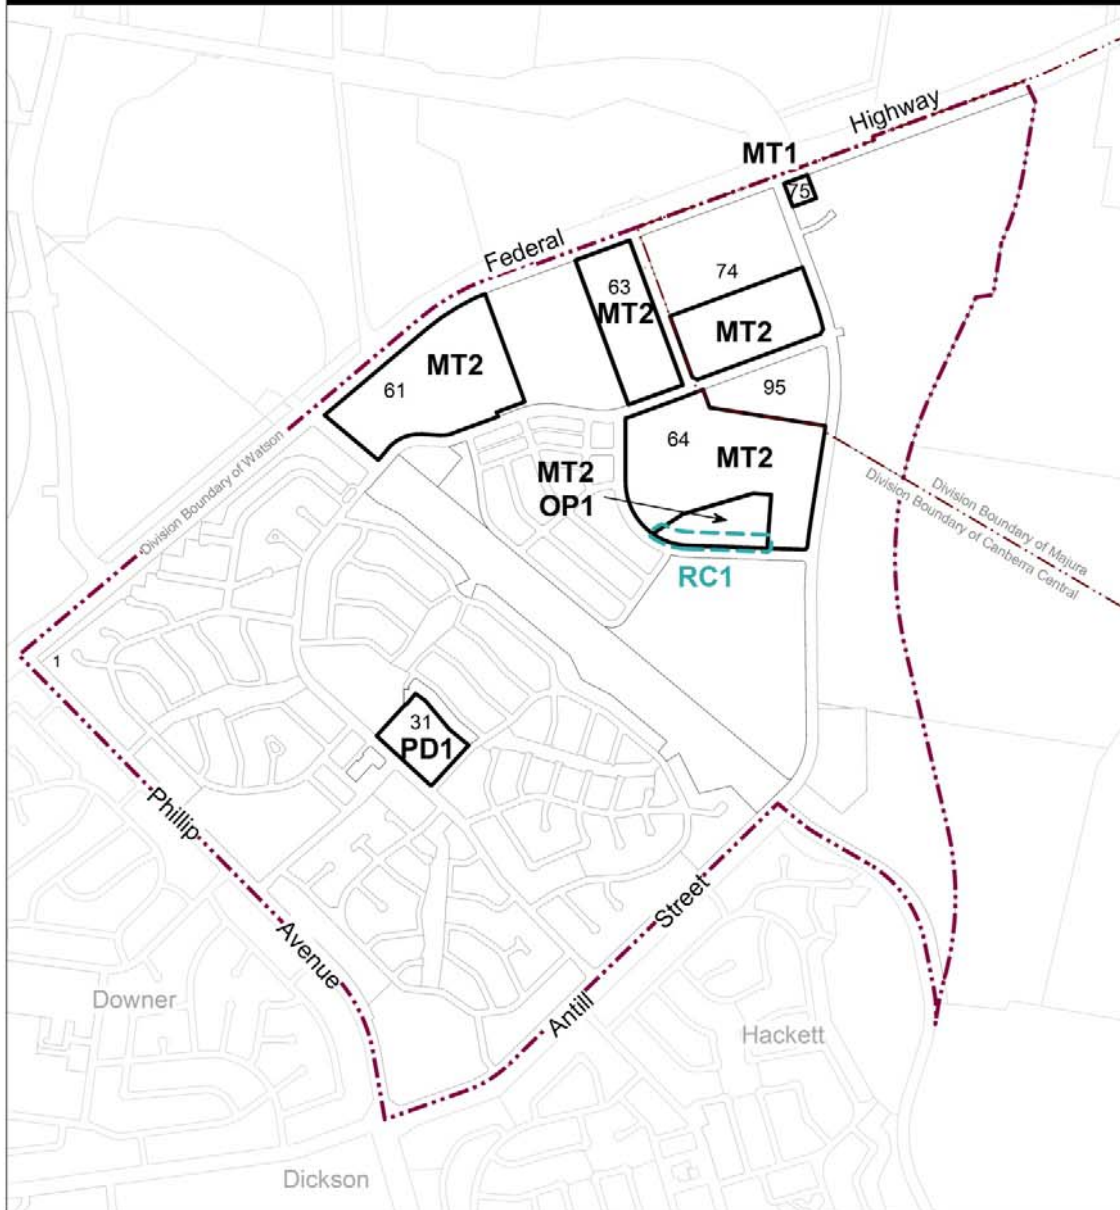 Highway
MT1
75
Federal
74
63
MT2
MT2
MT2
61
95
64
MT2
MT2
OP1
Division Boundary of Watson
Division Boundary of Majura
Division Boundary of Canberra Central
RC1
1
31
PD1
Phillip
Avenue
Street
Antill
Downer
Hackett
Dickson